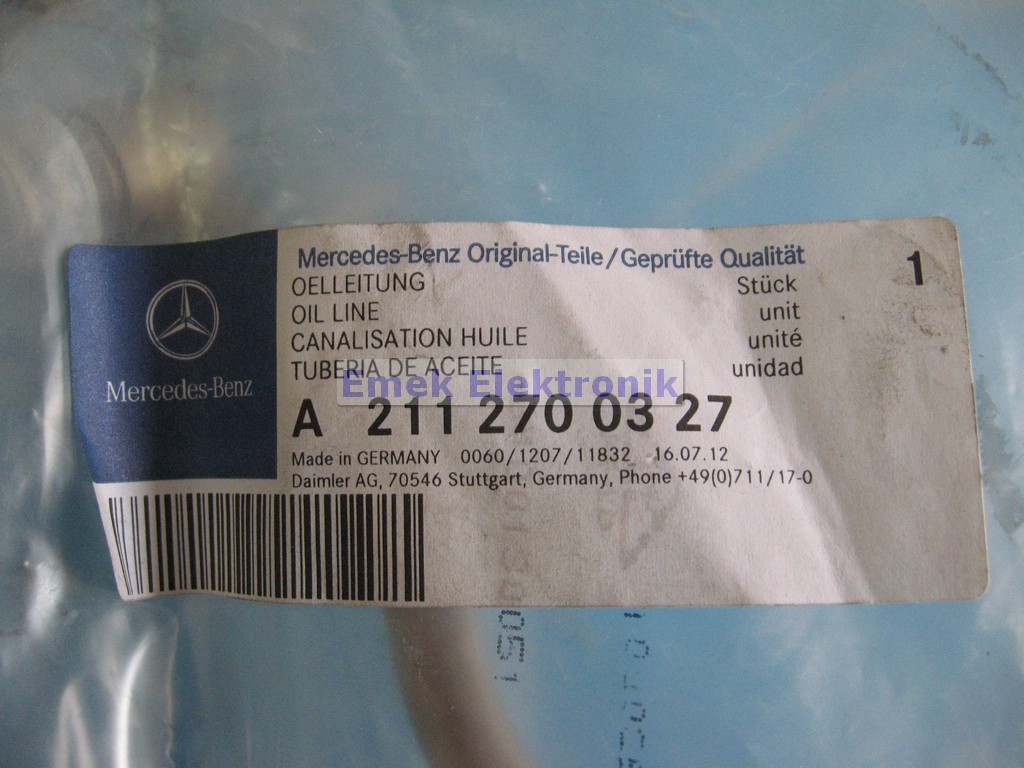 Mercedes-Benz Original-Teile/Geprüfte Qualität
1
OELLEITUNG Stück
OIL LINE unit
CANALISATION HUILE unité
TUBERIA DE ACEITE unidad
Emek Elektronik
Mercedes-Benz
A 211 270 03 27
Made in GERMANY 0060/1207/11832 16.07.12
Daimler AG, 70546 Stuttgart, Germany, Phone +49(0)711/17-0